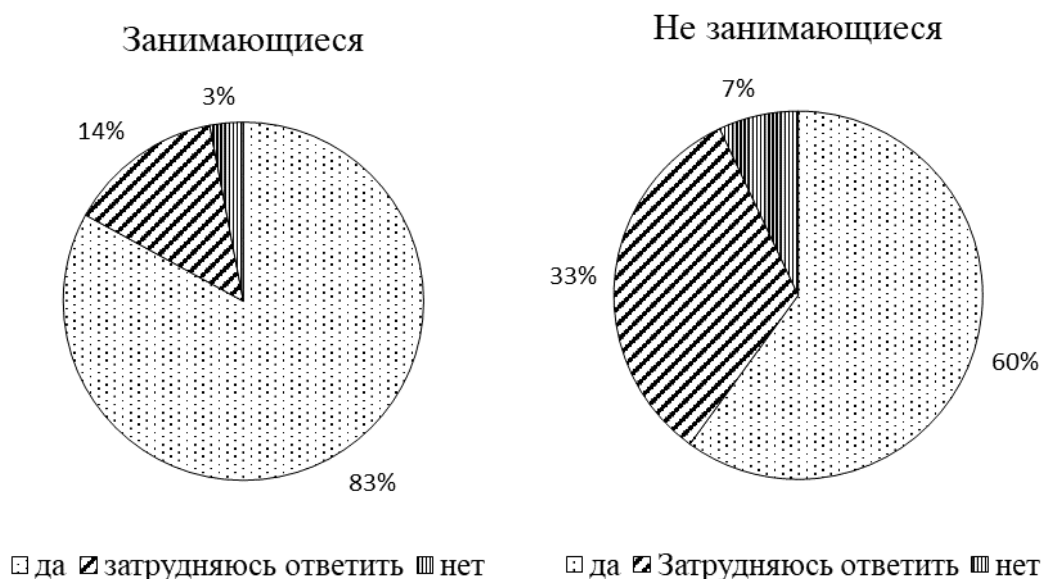 Занимающиеся
3%
14%
83%
да затрудняюсь ответить нет
Не занимающиеся
7%
33%
60%
да Затрудняюсь ответить нет